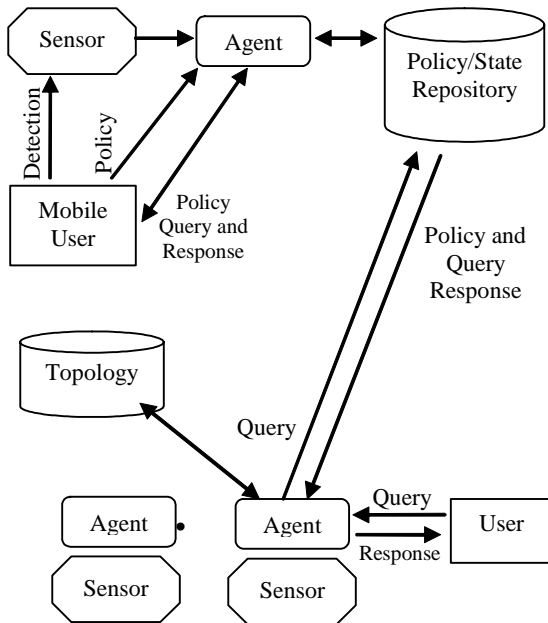 Sensor
Agent
Policy/State
Repository
Detection
Policy
Mobile
User
Policy
Query and
Response
Policy and
Query
Response
Topology
Query
Agent
Agent
Query
User
Response
Sensor
Sensor